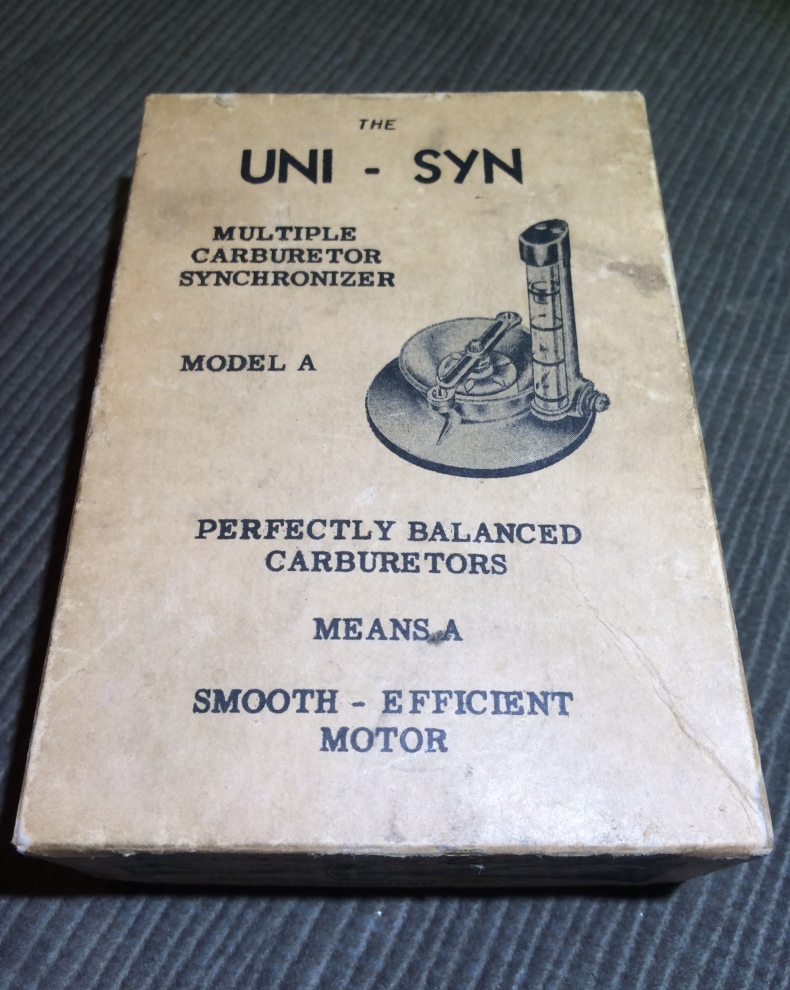 THE
UNI - SYN
MULTIPLE
CARBURETOR
SYNCHRONIZER
MODEL A
PERFECTLY BALANCED
CARBURETORS
MEANS A
SMOOTH - EFFICIENT
MOTOR